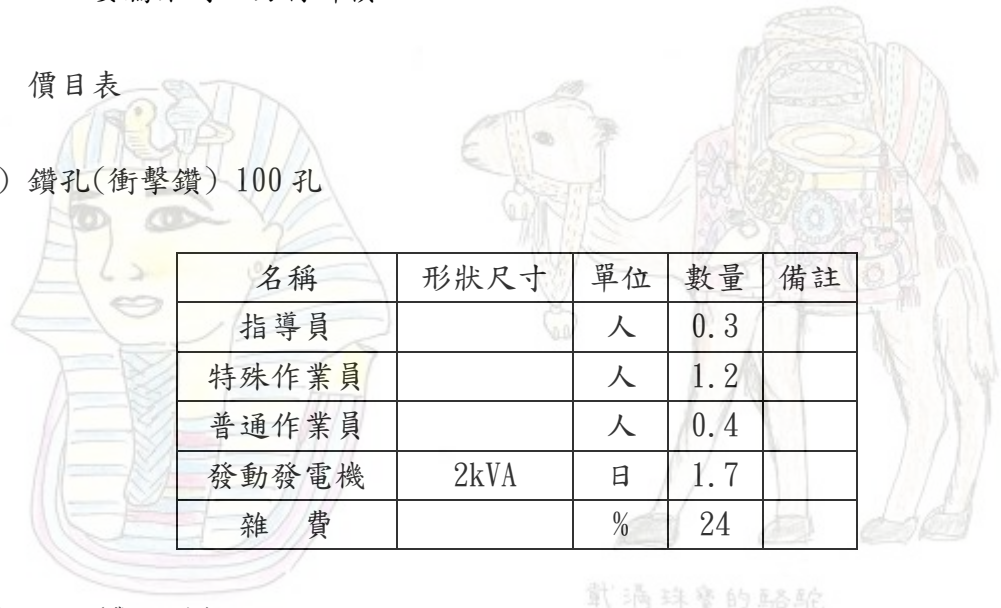 價目表
) 鑽孔(衝擊鑽) 100 孔
名稱 形狀尺寸 單位 數量 備註
指導員 人 0.3
特殊作業員 人 1.2
普通作業員 人 0.4
發動發電機 2kVA 日 1.7
雜 費 % 24
載滿珠寶的駱駝